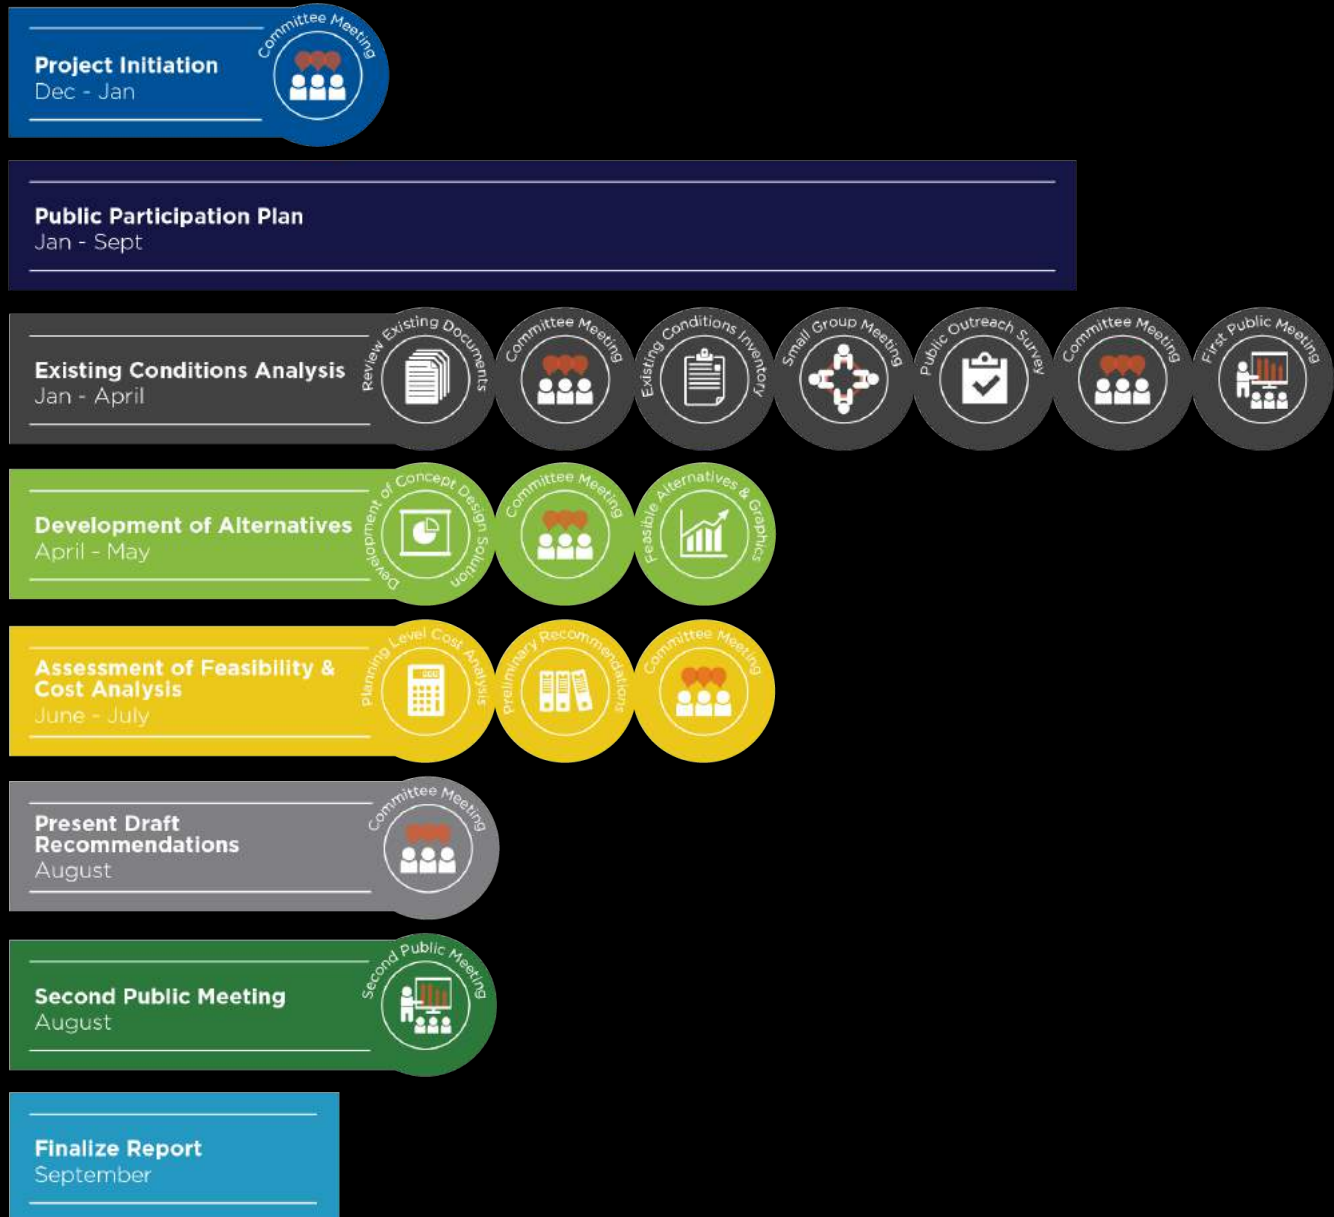 Project Initiation
Dec - Jan
Committee Meeting
Public Participation Plan
Jan - Sept
Existing Conditions Analysis
Jan - April
Review Existing Documents
Committee Meeting
Existing Conditions Inventory
Small Group Meeting
Public Outreach Survey
Committee Meeting
First Public Meeting
Development of Alternatives
April - May
Development of Concept Design Solution
Committee Meeting
Feasible Alternatives & Graphics
Assessment of Feasibility &
Cost Analysis
June - July
Planning Level Cost Analysis
Preliminary Recommendations
Committee Meeting
Present Draft
Recommendations
August
Committee Meeting
Second Public Meeting
August
Second Public Meeting
Finalize Report
September